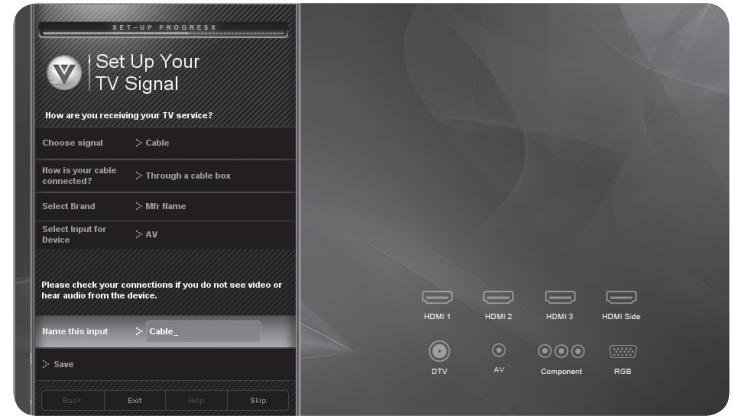 SET-UP PROGRESS
V
Set Up Your
TV Signal
How are you receiving your TV service?
Choose signal Cable
How is your cable
connected? Through a cable box
Select Brand Mfr Name
Select Input for
Device AV
Please check your connections if you do not see video or
hear audio from the device.
Name this input Cable_
Save
Back Exit Help Skip
HDMI 1 HDMI 2 HDMI 3 HDMI Side
DTV AV Component RGB